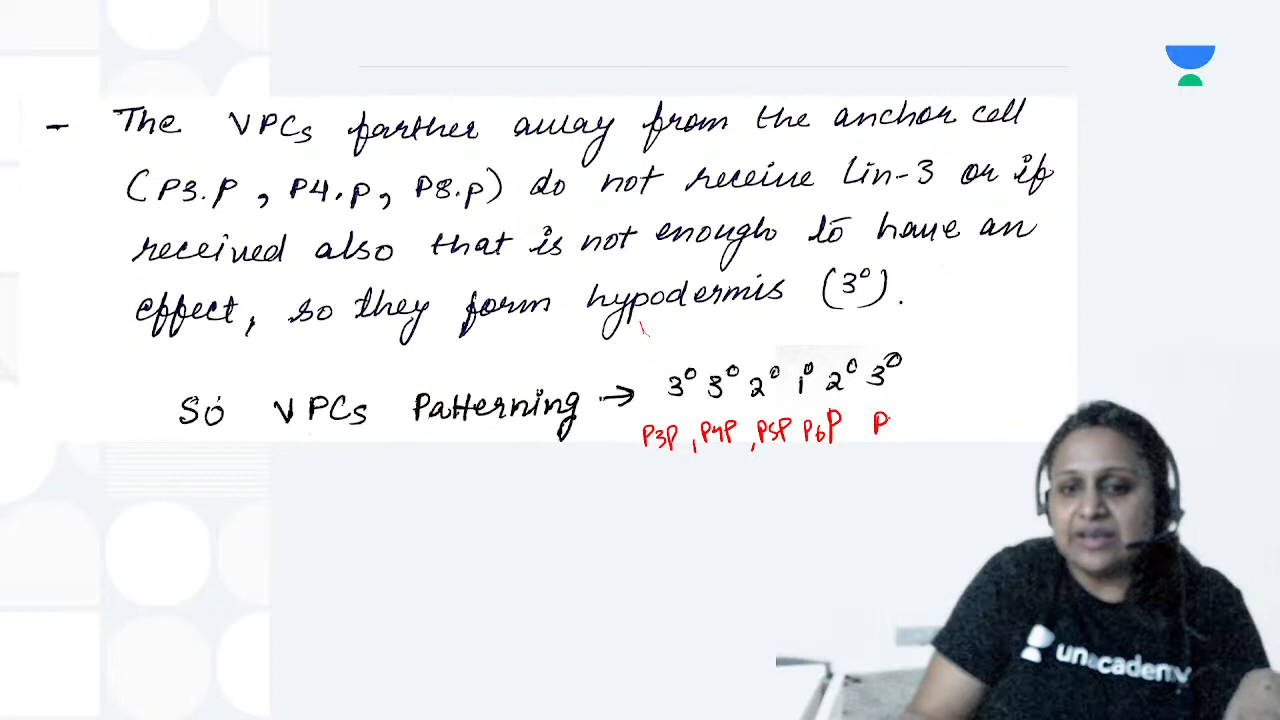 - The VPCs farther away from the anchor cell
(P3.p, P4.p, P8.p) do not receive Lin-3 or if
received also that is not enough to have an
effect, so they form hypodermis (3°).
So VPCs Patterning → 3° 3° 2° 1° 2° 3°
P3P, P4P, P5P P6P P
unacademy